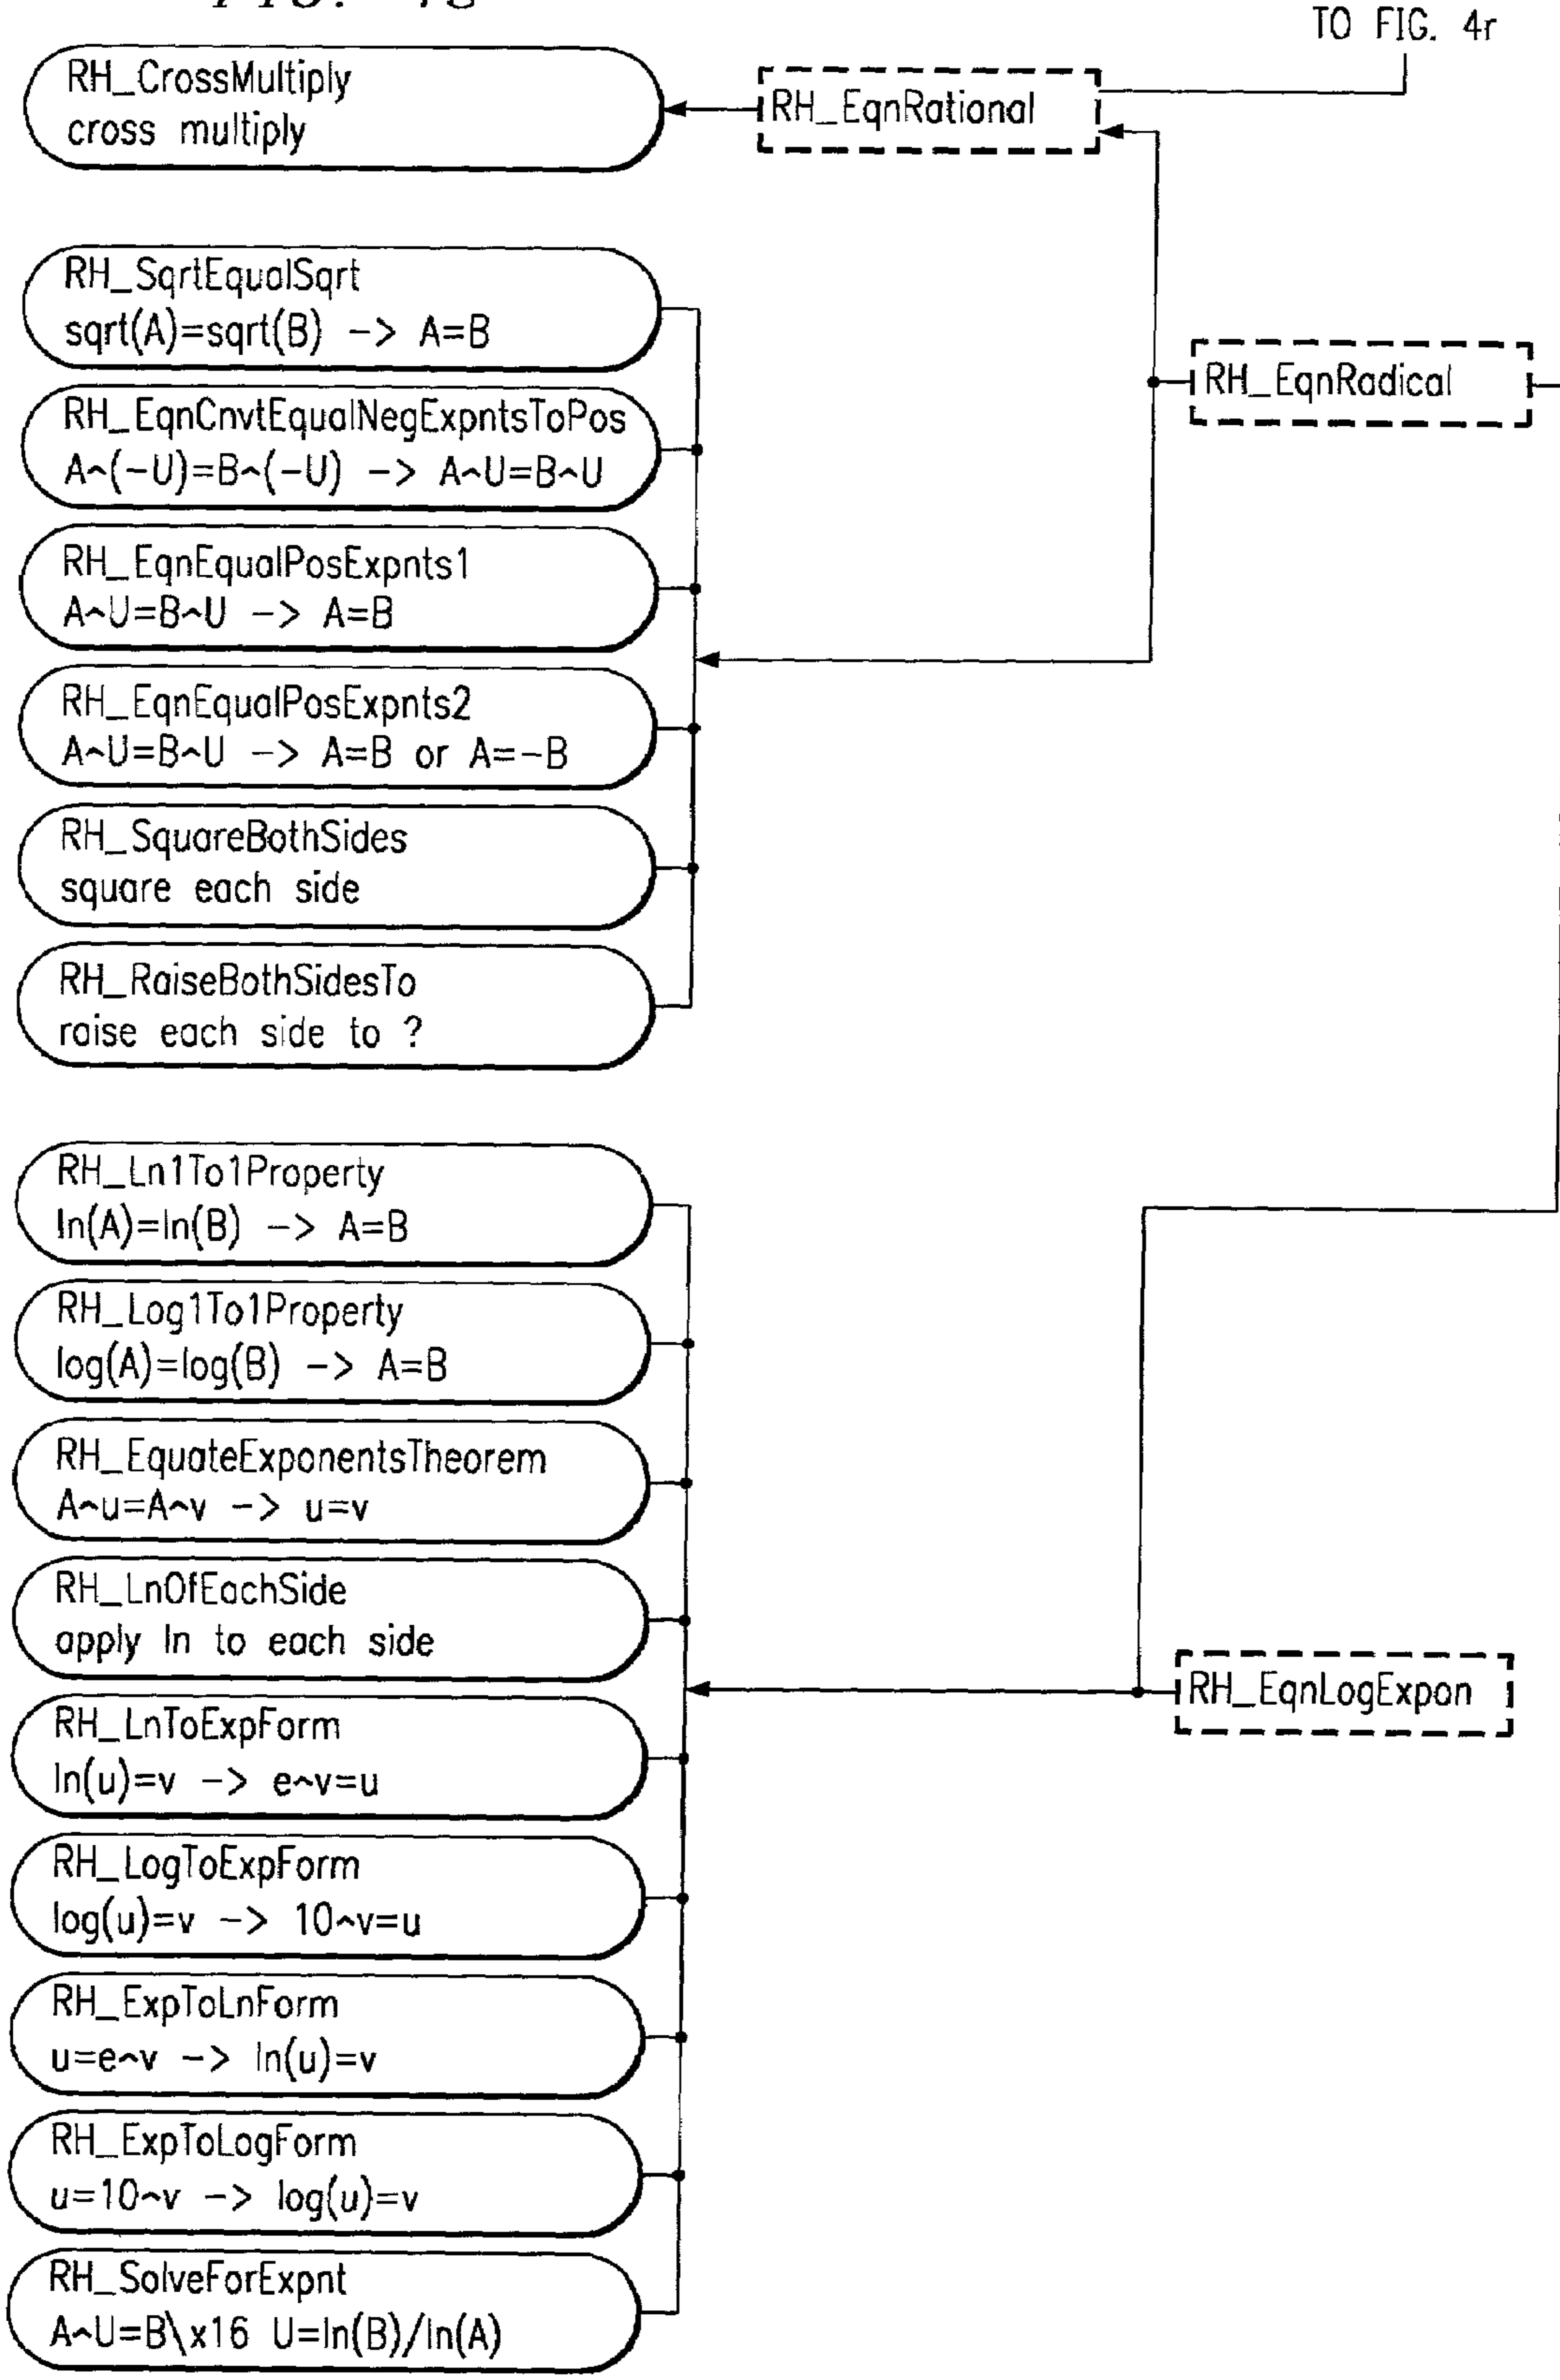 TO FIG. 4r
RH_CrossMultiply
cross multiply
RH_EqnRational
RH_SqrtEqualSqrt
sqrt(A)=sqrt(B) -> A=B
RH_EqnRadical
RH_EqnCnvtEqualNegExpntsToPos
A~(-U)=B~(-U) -> A~U=B~U
RH_EqnEqualPosExpnts1
A~U=B~U -> A=B
RH_EqnEqualPosExpnts2
A~U=B~U -> A=B or A=-B
RH_SquareBothSides
square each side
RH_RaiseBothSidesTo
raise each side to ?
RH_Ln1To1Property
ln(A)=ln(B) -> A=B
RH_Log1To1Property
log(A)=log(B) -> A=B
RH_EquateExponentsTheorem
A~u=A~v -> u=v
RH_LnOfEachSide
apply ln to each side
RH_EqnLogExpon
RH_LnToExpForm
ln(u)=v -> e~v=u
RH_LogToExpForm
log(u)=v -> 10~v=u
RH_ExpToLnForm
u=e~v -> ln(u)=v
RH_ExpToLogForm
u=10~v -> log(u)=v
RH_SolveForExpnt
A~U=B\x16 U=ln(B)/ln(A)